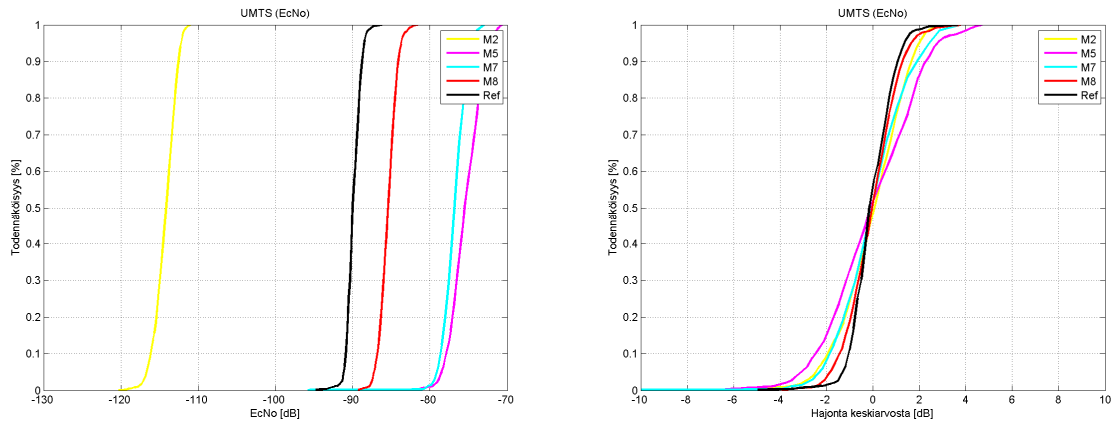 UMTS (EcNo)
1
0.9
0.8
0.7
0.6
0.5
0.4
0.3
0.2
0.1
0
Todennäköisyys [%]
M2
M5
M7
M8
Ref
-130
-120
-110
-100
-90
-80
-70
EcNo [dB]
UMTS (EcNo)
1
0.9
0.8
0.7
0.6
0.5
0.4
0.3
0.2
0.1
0
Todennäköisyys [%]
M2
M5
M7
M8
Ref
-10
-8
-6
-4
-2
0
2
4
6
8
10
Hajonta keskiarvosta [dB]